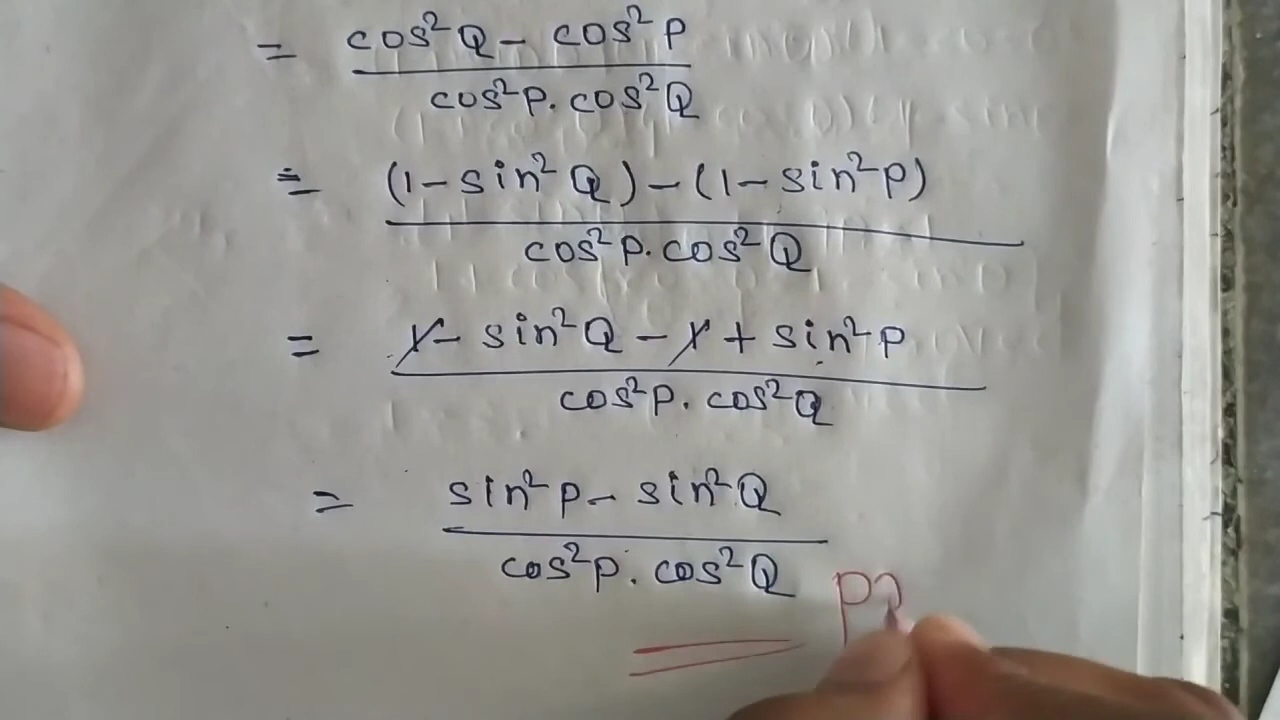 = cos²Q - cos²P / cos²P. cos²Q
= (1 - sin²Q) - (1 - sin²P) / cos²P. cos²Q
= 1 - sin²Q - 1 + sin²P / cos²P. cos²Q
= sin²P - sin²Q / cos²P. cos²Q